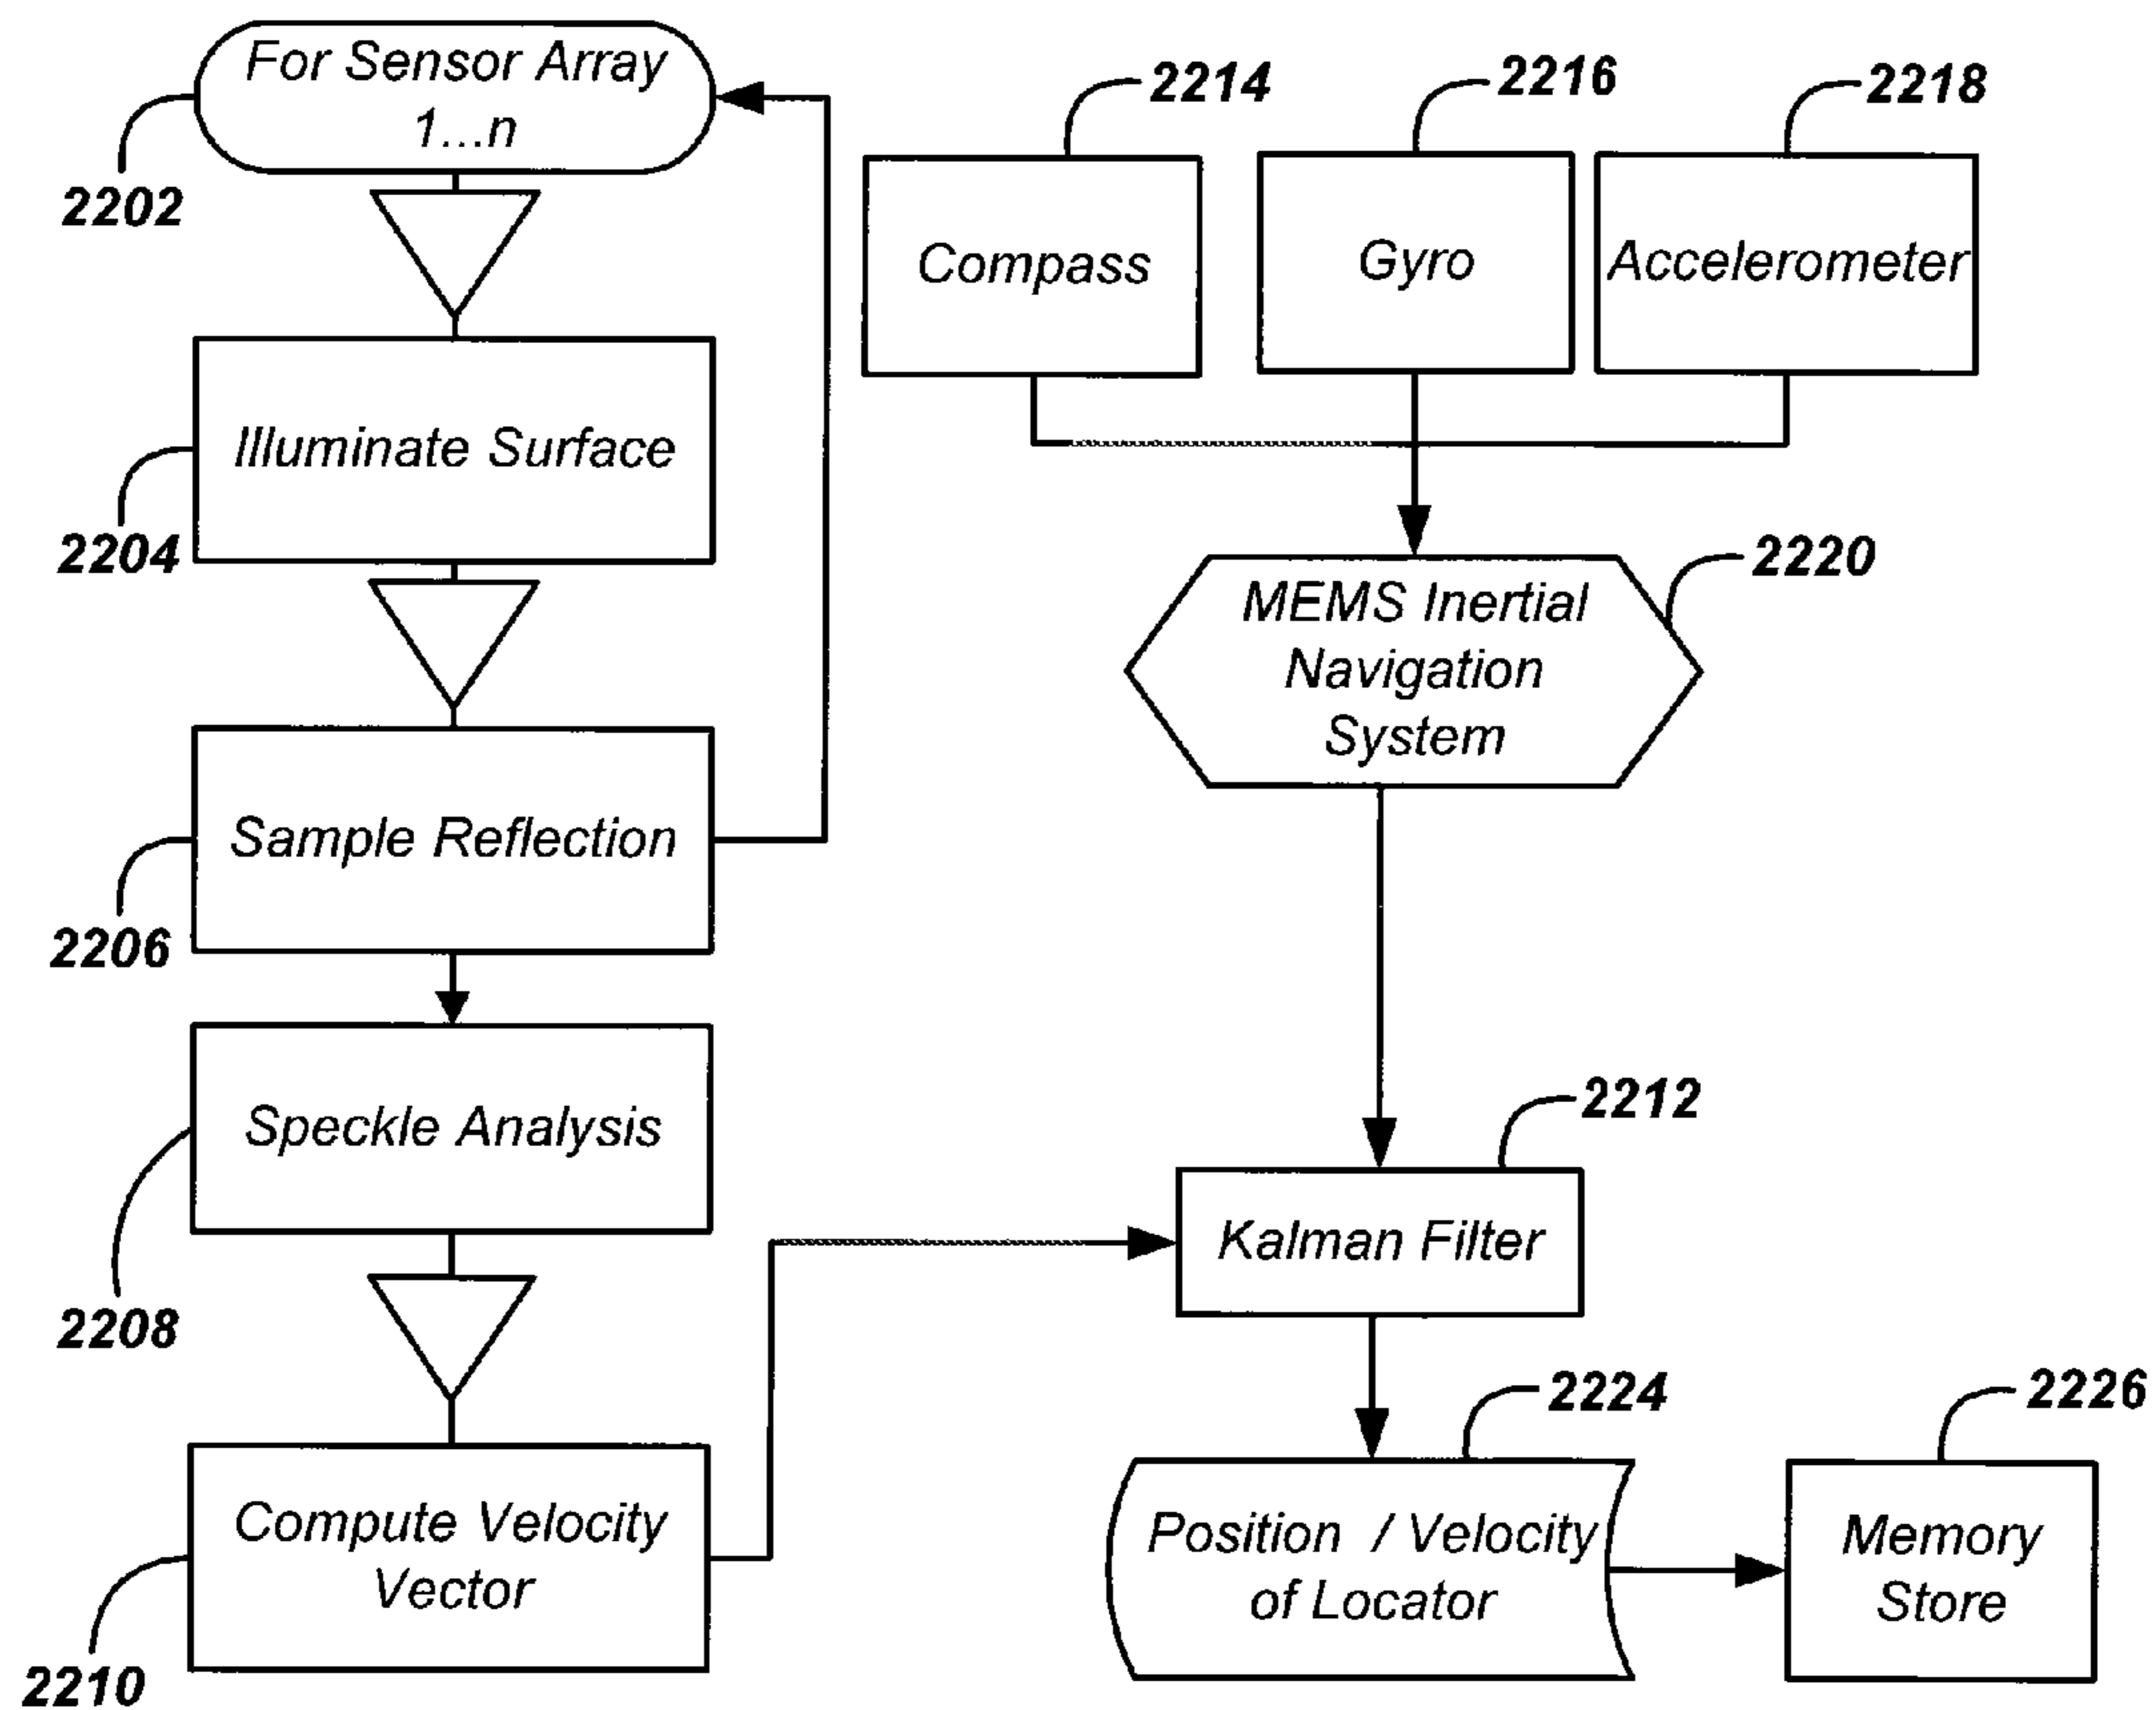 For Sensor Array
1...n
2202
Illuminate Surface
2204
Sample Reflection
2206
Speckle Analysis
2208
Compute Velocity
Vector
2210
2214
Compass
2216
Gyro
2218
Accelerometer
2220
MEMS Inertial
Navigation
System
2212
Kalman Filter
2224
Position / Velocity
of Locator
2226
Memory
Store